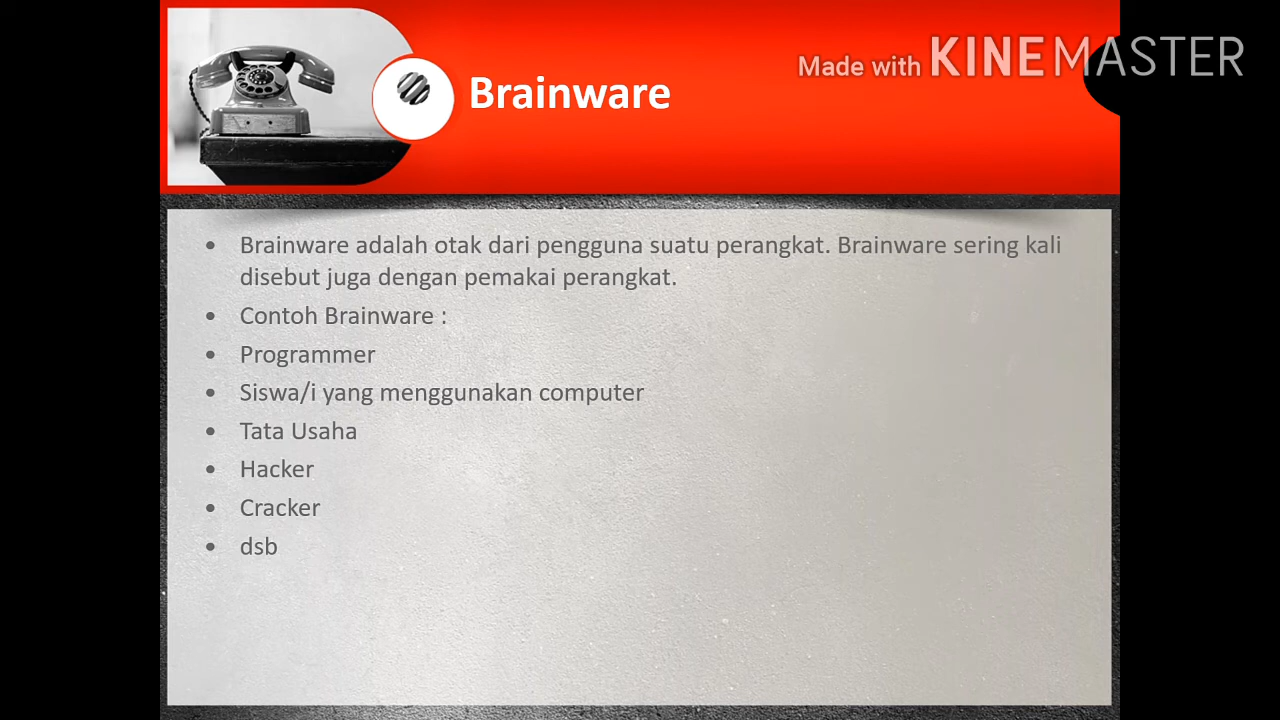 Made with KINEMASTER
Brainware
• Brainware adalah otak dari pengguna suatu perangkat. Brainware sering kali
disebut juga dengan pemakai perangkat.
• Contoh Brainware :
• Programmer
• Siswa/i yang menggunakan computer
• Tata Usaha
• Hacker
• Cracker
• dsb